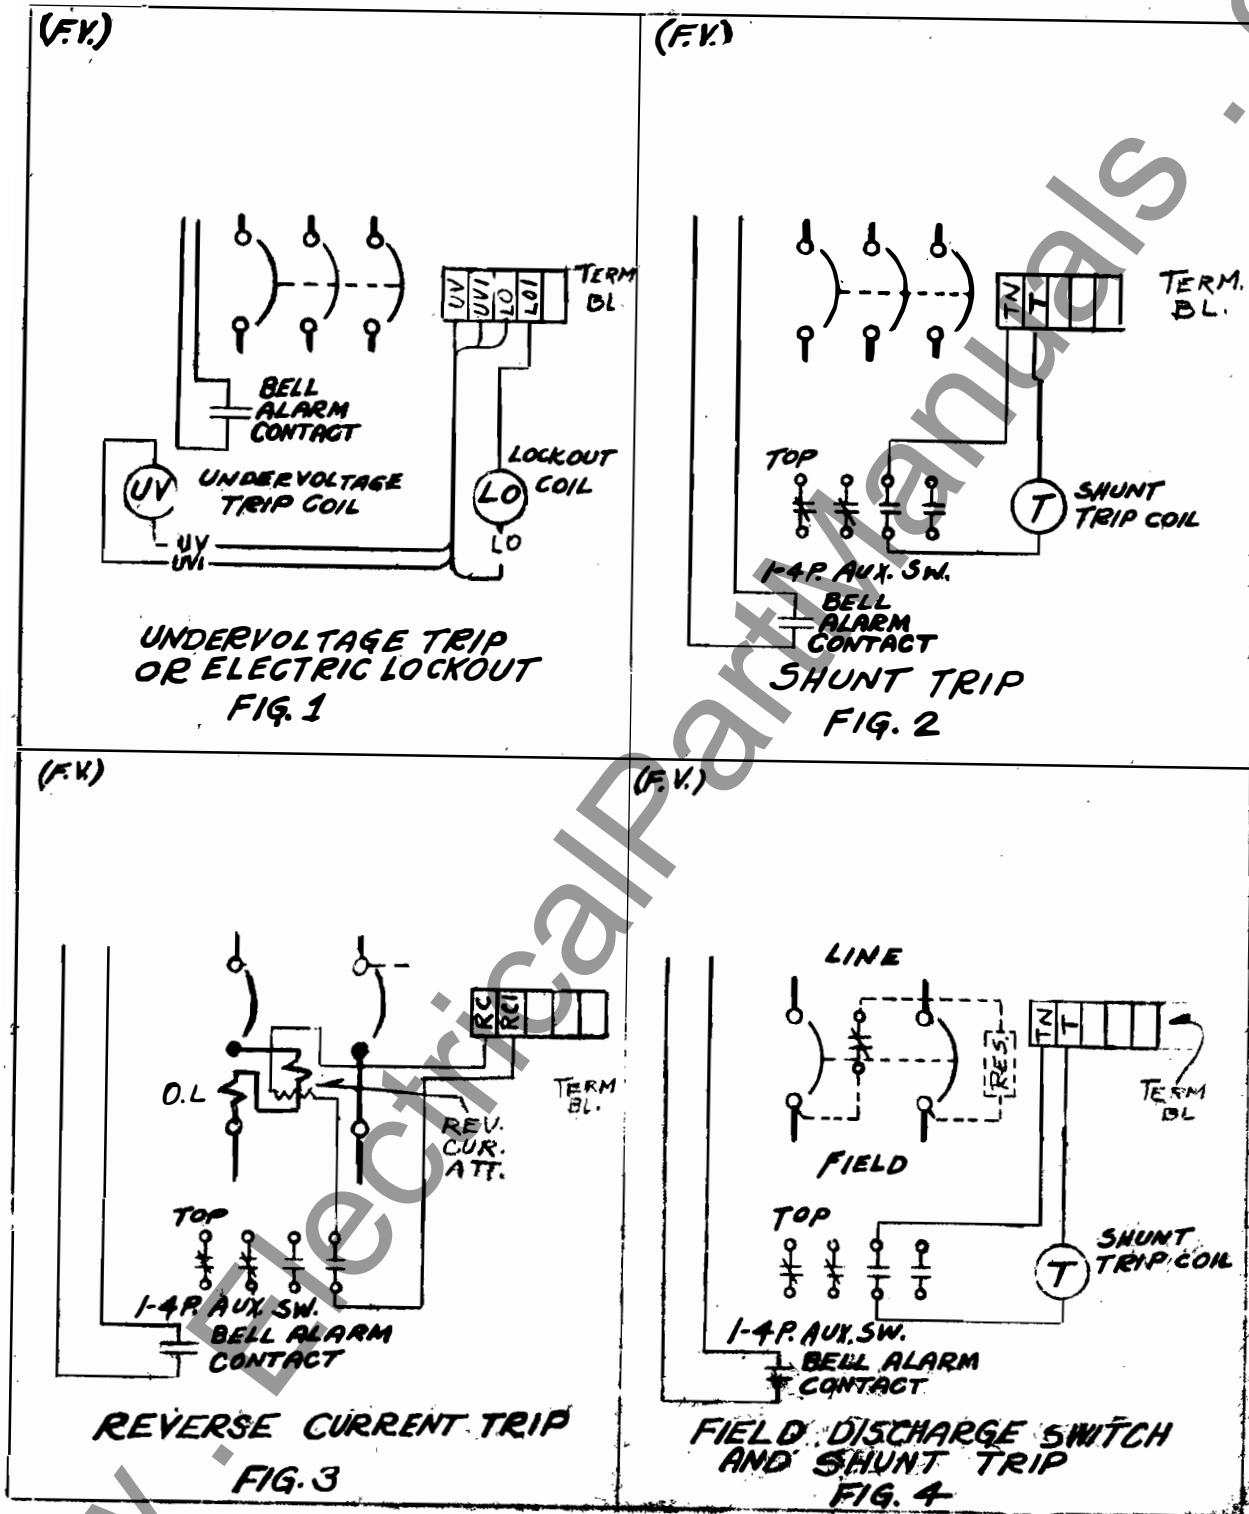 (F.V.)
UV
UV1
LO
LO1
TERM
BL.
BELL
ALARM
CONTACT
UV
UNDERVOLTAGE
TRIP COIL
LOCKOUT
COIL
LO
UV
UV1
LO
UNDERVOLTAGE TRIP
OR ELECTRIC LOCKOUT
FIG. 1
(F.V.)
TN
T
TERM.
BL.
TOP
T
SHUNT
TRIP COIL
1-4P. AUX. SW.
BELL
ALARM
CONTACT
SHUNT TRIP
FIG. 2
(F.V.)
RC
RC1
TERM
BL.
O.L
REV.
CUR.
ATT.
TOP
1-4P. AUX. SW.
BELL ALARM
CONTACT
REVERSE CURRENT TRIP
FIG. 3
(F.V.)
LINE
TN
T
RES.
TERM
BL
FIELD
TOP
T
SHUNT
TRIP COIL
1-4P. AUX. SW.
BELL ALARM
CONTACT
FIELD DISCHARGE SWITCH
AND SHUNT TRIP
FIG. 4
. ElectricalPartManuals .